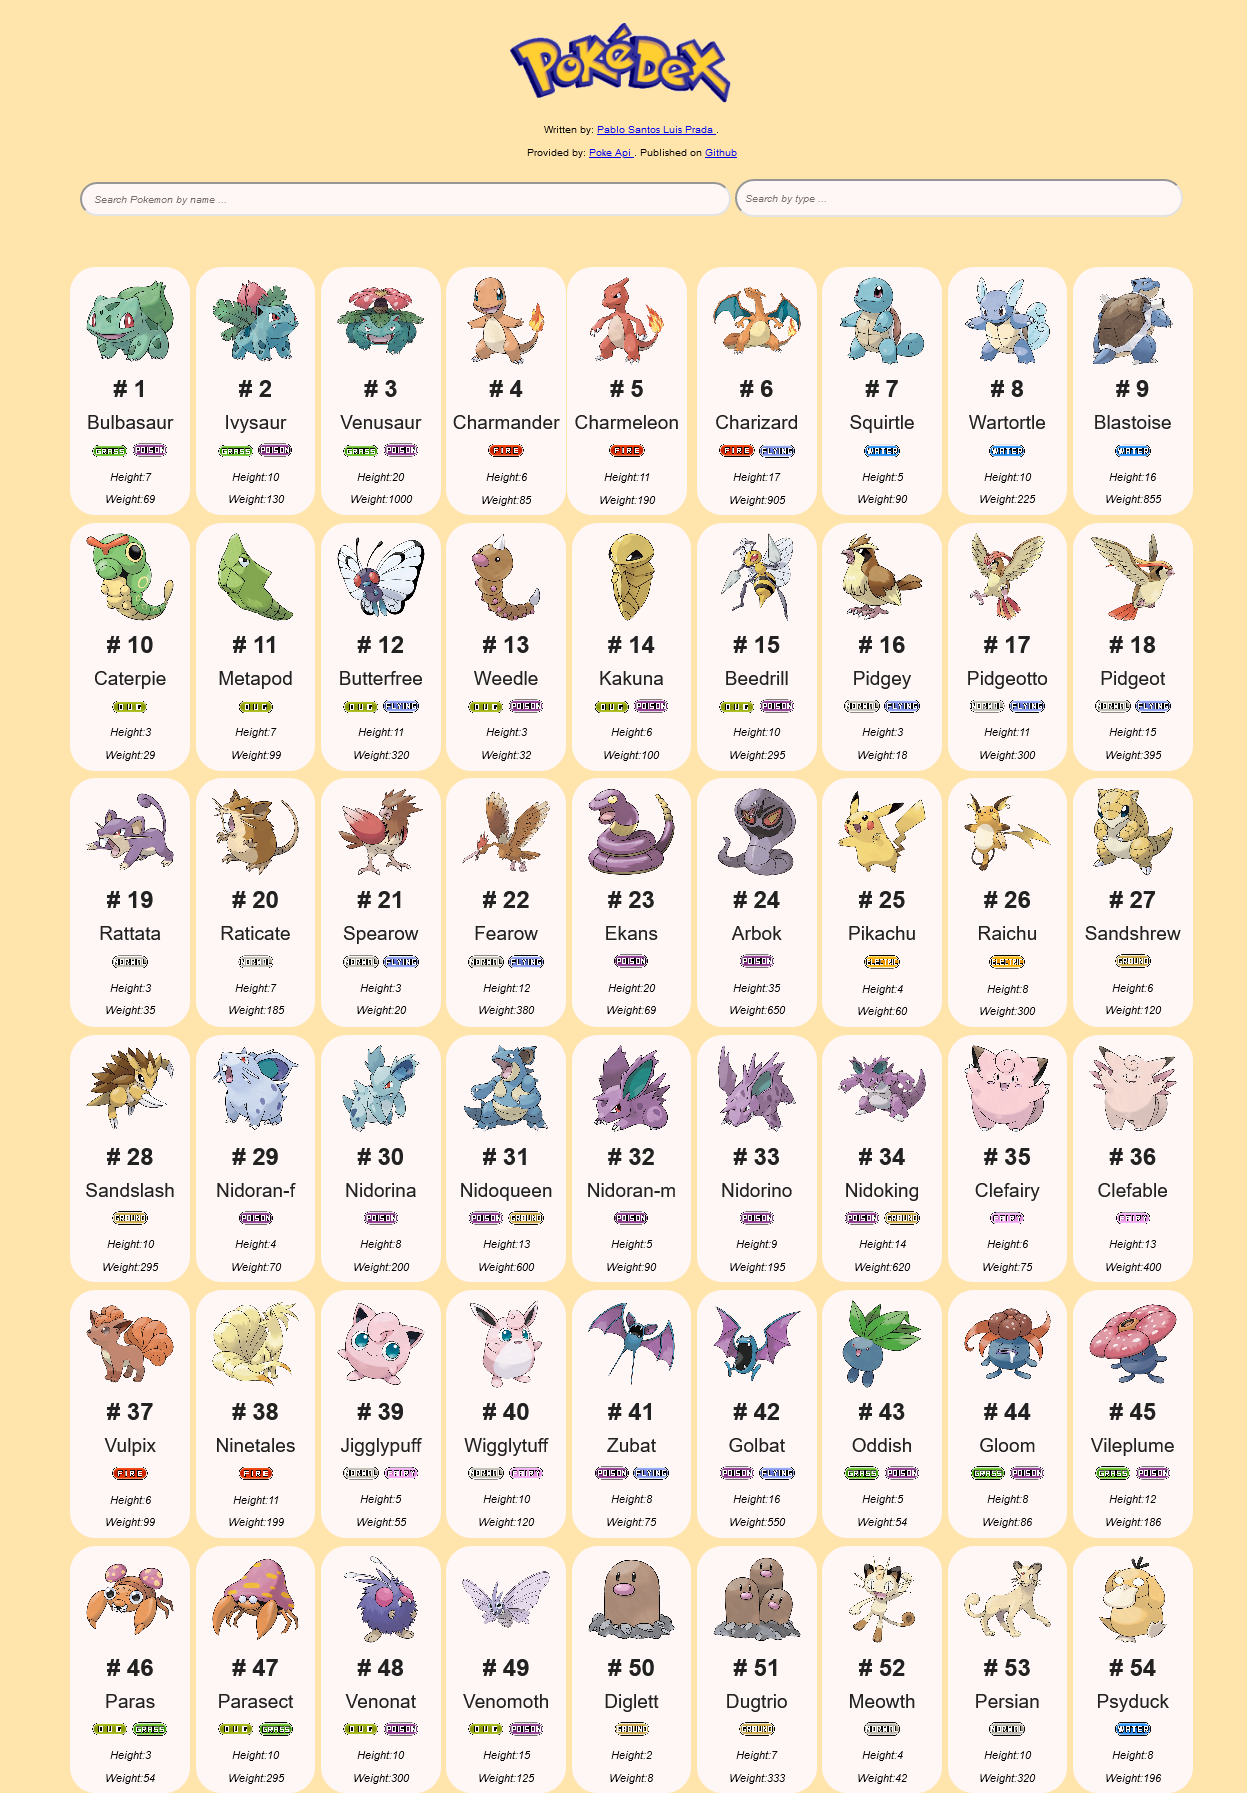 PokéDex
Written by: Pablo Santos Luis Prada .
Provided by: Poke Api . Published on Github
Search Pokemon by name ... Search by type ...
# 1 # 2 # 3 # 4 # 5 # 6 # 7 # 8 # 9
Bulbasaur Ivysaur Venusaur Charmander Charmeleon Charizard Squirtle Wartortle Blastoise
GRASS POISON GRASS POISON GRASS POISON FIRE FIRE FIRE FLYING WATER WATER WATER
Height:7 Height:10 Height:20 Height:6 Height:11 Height:17 Height:5 Height:10 Height:16
Weight:69 Weight:130 Weight:1000 Weight:85 Weight:190 Weight:905 Weight:90 Weight:225 Weight:855
# 10 # 11 # 12 # 13 # 14 # 15 # 16 # 17 # 18
Caterpie Metapod Butterfree Weedle Kakuna Beedrill Pidgey Pidgeotto Pidgeot
BUG BUG BUG FLYING BUG POISON BUG POISON BUG POISON NORMAL FLYING NORMAL FLYING NORMAL FLYING
Height:3 Height:7 Height:11 Height:3 Height:6 Height:10 Height:3 Height:11 Height:15
Weight:29 Weight:99 Weight:320 Weight:32 Weight:100 Weight:295 Weight:18 Weight:300 Weight:395
# 19 # 20 # 21 # 22 # 23 # 24 # 25 # 26 # 27
Rattata Raticate Spearow Fearow Ekans Arbok Pikachu Raichu Sandshrew
NORMAL NORMAL NORMAL FLYING NORMAL FLYING POISON POISON ELECTRIC ELECTRIC GROUND
Height:3 Height:7 Height:3 Height:12 Height:20 Height:35 Height:4 Height:8 Height:6
Weight:35 Weight:185 Weight:20 Weight:380 Weight:69 Weight:650 Weight:60 Weight:300 Weight:120
# 28 # 29 # 30 # 31 # 32 # 33 # 34 # 35 # 36
Sandslash Nidoran-f Nidorina Nidoqueen Nidoran-m Nidorino Nidoking Clefairy Clefable
GROUND POISON POISON POISON GROUND POISON POISON POISON GROUND FAIRY FAIRY
Height:10 Height:4 Height:8 Height:13 Height:5 Height:9 Height:14 Height:6 Height:13
Weight:295 Weight:70 Weight:200 Weight:600 Weight:90 Weight:195 Weight:620 Weight:75 Weight:400
# 37 # 38 # 39 # 40 # 41 # 42 # 43 # 44 # 45
Vulpix Ninetales Jigglypuff Wigglytuff Zubat Golbat Oddish Gloom Vileplume
FIRE FIRE NORMAL FAIRY NORMAL FAIRY POISON FLYING POISON FLYING GRASS POISON GRASS POISON GRASS POISON
Height:6 Height:11 Height:5 Height:10 Height:8 Height:16 Height:5 Height:8 Height:12
Weight:99 Weight:199 Weight:55 Weight:120 Weight:75 Weight:550 Weight:54 Weight:86 Weight:186
# 46 # 47 # 48 # 49 # 50 # 51 # 52 # 53 # 54
Paras Parasect Venonat Venomoth Diglett Dugtrio Meowth Persian Psyduck
BUG GRASS BUG GRASS BUG POISON BUG POISON GROUND GROUND NORMAL NORMAL WATER
Height:3 Height:10 Height:10 Height:15 Height:2 Height:7 Height:4 Height:10 Height:8
Weight:54 Weight:295 Weight:300 Weight:125 Weight:8 Weight:333 Weight:42 Weight:320 Weight:196